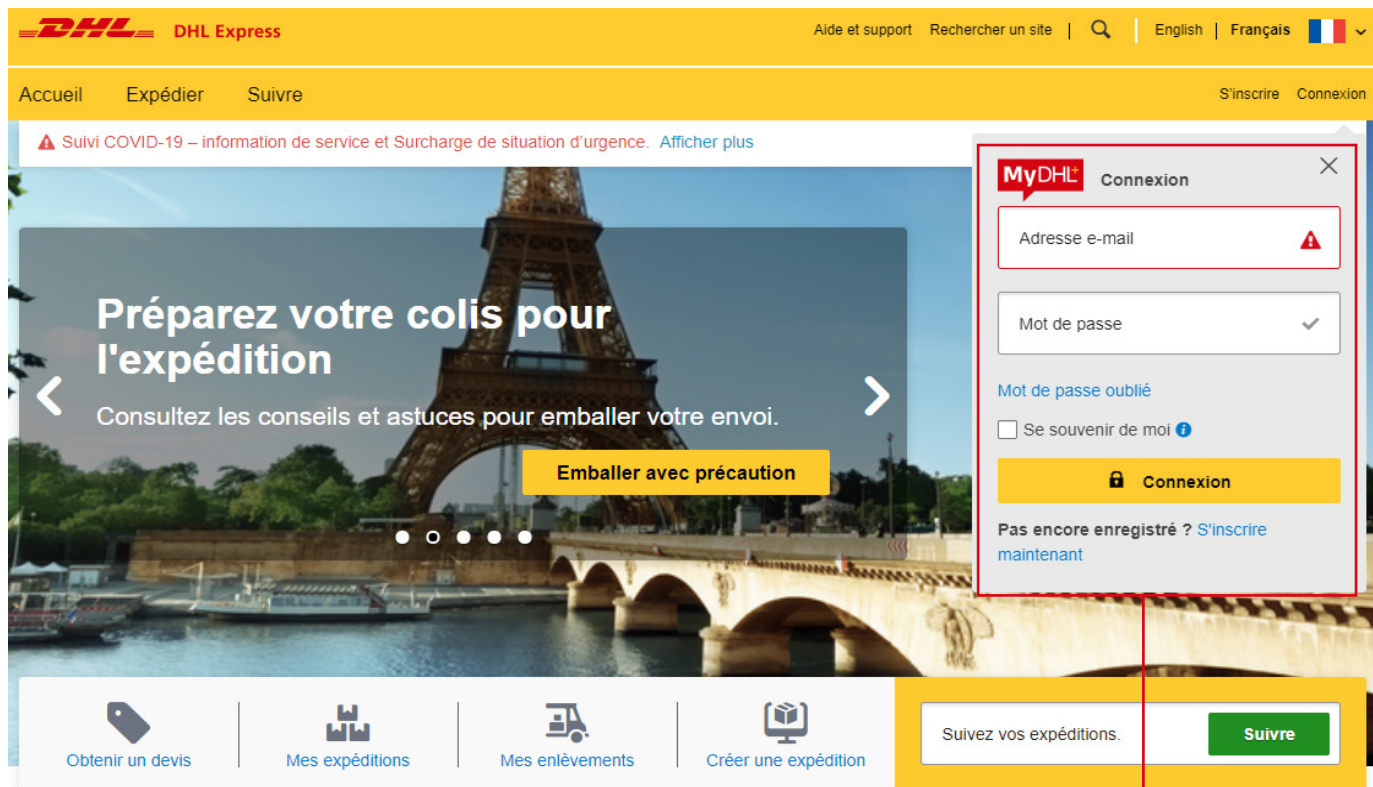 DHL DHL Express
Aide et support Rechercher un site | English | Français
Accueil Expédier Suivre
S'inscrire Connexion
Suivi COVID-19 – information de service et Surcharge de situation d'urgence. Afficher plus
MyDHL+ Connexion
Adresse e-mail
Mot de passe
Mot de passe oublié
Se souvenir de moi
Connexion
Pas encore enregistré ? S'inscrire
maintenant
Préparez votre colis pour
l'expédition
Consultez les conseils et astuces pour emballer votre envoi.
Emballer avec précaution
Obtenir un devis
Mes expéditions
Mes enlèvements
Créer une expédition
Suivez vos expéditions.
Suivre